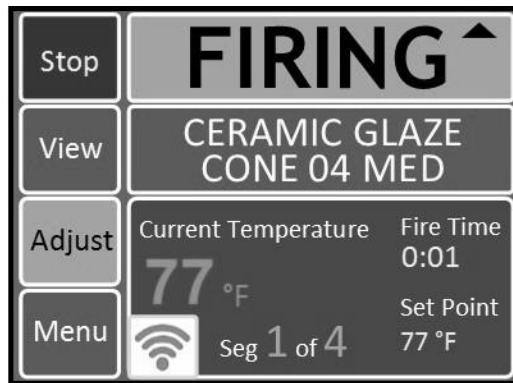 Stop
FIRING
View
CERAMIC GLAZE
CONE 04 MED
Adjust
Current Temperature
77 °F
Fire Time
0:01
Set Point
77 °F
Menu
Seg 1 of 4